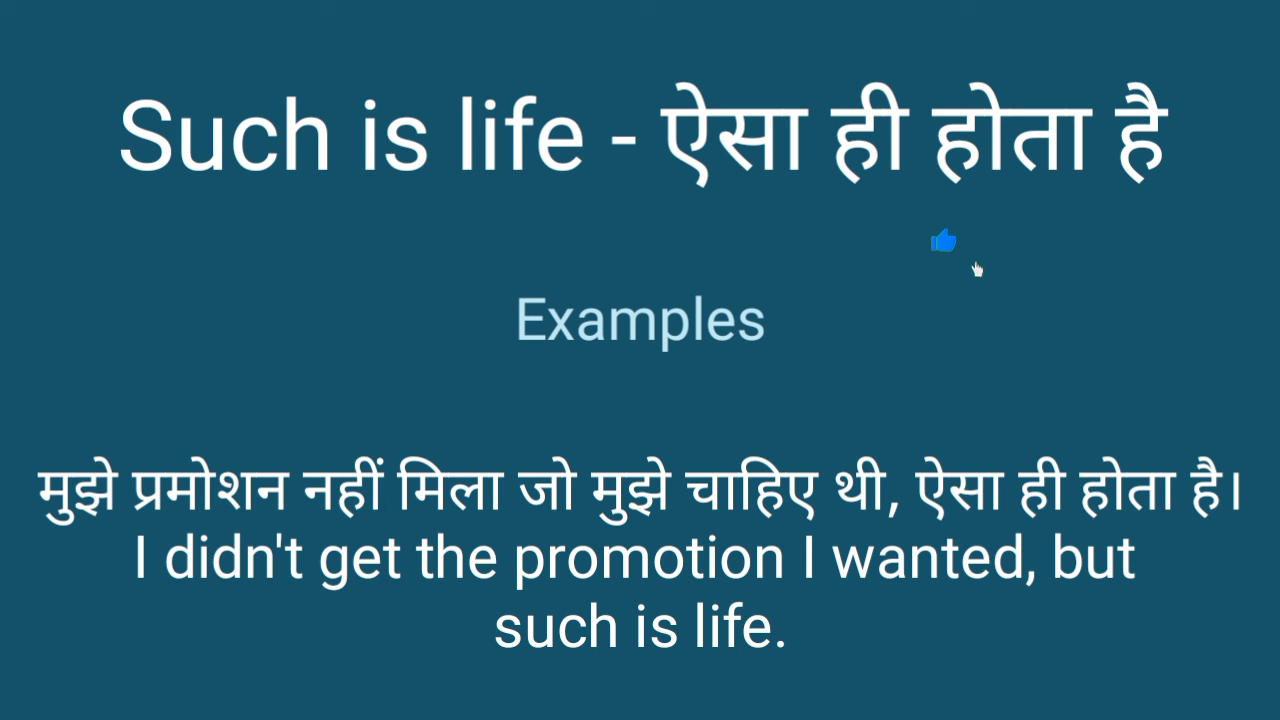 Such is life - ऐसा ही होता है
Examples
मुझे प्रमोशन नहीं मिला जो मुझे चाहिए थी, ऐसा ही होता है।
I didn't get the promotion I wanted, but
such is life.